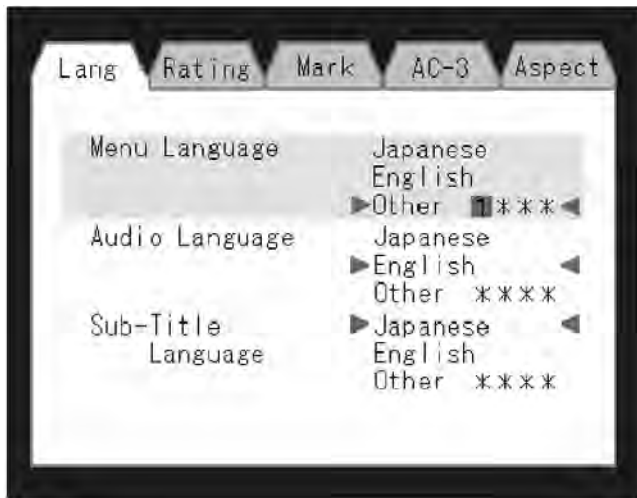 Lang Rating Mark AC-3 Aspect
Menu Language Japanese
English
▶Other 1***◀
Audio Language Japanese
▶English ◀
Other ****
Sub-Title ▶Japanese ◀
Language English
Other ****